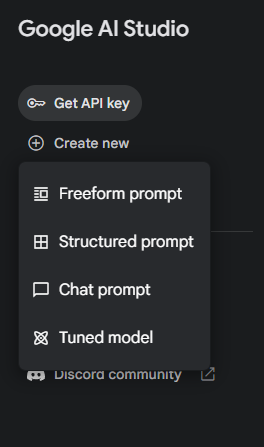 Google AI Studio
Get API key
Create new
Freeform prompt
Structured prompt
Chat prompt
Tuned model
Discord community